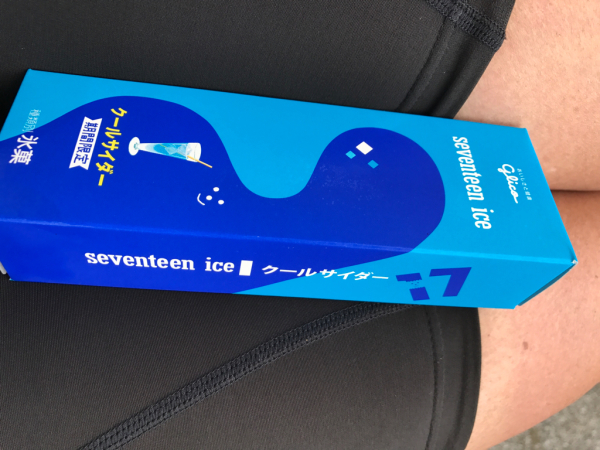 おいしさと健康
Glico
seventeen ice
クールサイダー
期間限定
種類別 氷菓
seventeen ice クールサイダー